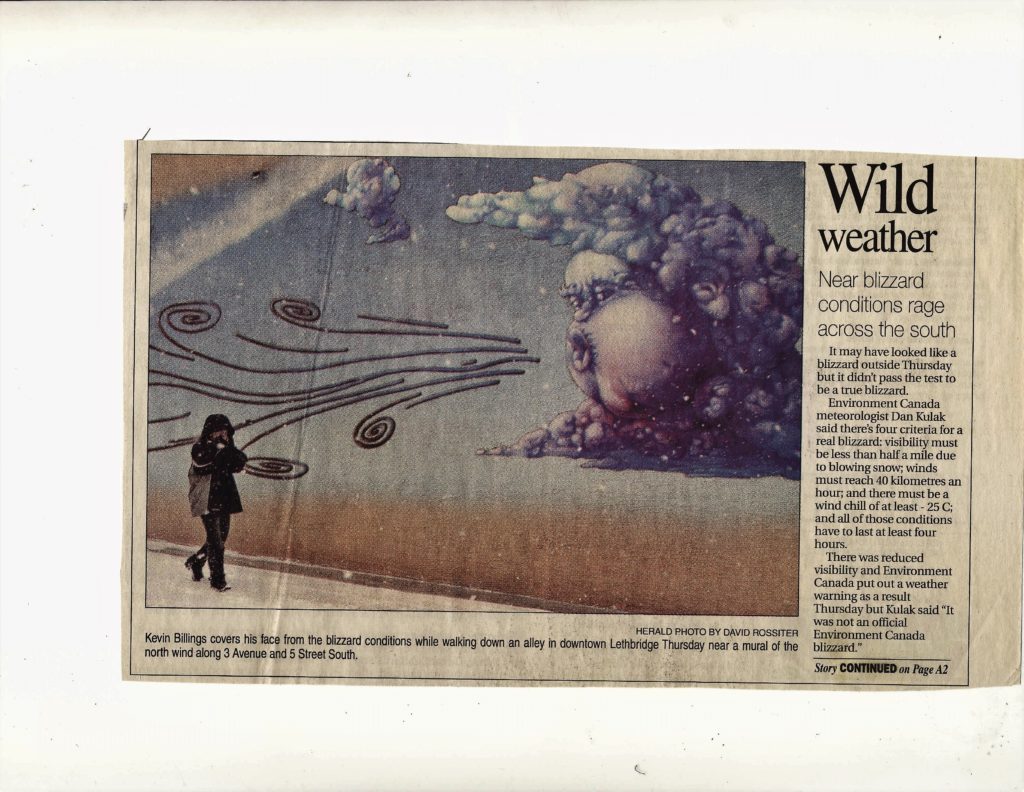 Wild
weather
Near blizzard
conditions rage
across the south
It may have looked like a
blizzard outside Thursday
but it didn't pass the test to
be a true blizzard.
Environment Canada
meteorologist Dan Kulak
said there's four criteria for a
real blizzard: visibility must
be less than half a mile due
to blowing snow; winds
must reach 40 kilometres an
hour; and there must be a
wind chill of at least - 25 C;
and all of those conditions
have to last at least four
hours.
There was reduced
visibility and Environment
Canada put out a weather
warning as a result
Thursday but Kulak said "It
was not an official
Environment Canada
blizzard."
Story CONTINUED on Page A2
HERALD PHOTO BY DAVID ROSSITER
Kevin Billings covers his face from the blizzard conditions while walking down an alley in downtown Lethbridge Thursday near a mural of the
north wind along 3 Avenue and 5 Street South.